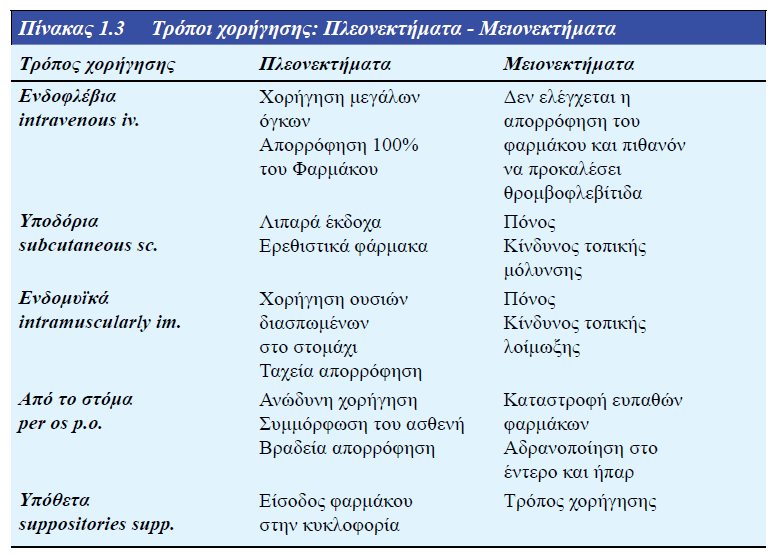 Πίνακας 1.3 Τρόποι χορήγησης: Πλεονεκτήματα - Μειονεκτήματα
Τρόπος χορήγησης Πλεονεκτήματα Μειονεκτήματα
Ενδοφλέβια Χορήγηση μεγάλων Δεν ελέγχεται η
intravenous iv. όγκων απορρόφηση του
Απορρόφηση 100% φαρμάκου και πιθανόν
του Φαρμάκου να προκαλέσει
θρομβοφλεβίτιδα
Υποδόρια Λιπαρά έκδοχα Πόνος
subcutaneous sc. Ερεθιστικά φάρμακα Κίνδυνος τοπικής
μόλυνσης
Ενδομυϊκά Χορήγηση ουσιών Πόνος
intramuscularly im. διασπωμένων Κίνδυνος τοπικής
στο στομάχι λοίμωξης
Ταχεία απορρόφηση
Από το στόμα Ανώδυνη χορήγηση Καταστροφή ευπαθών
per os p.o. Συμμόρφωση του ασθενή φαρμάκων
Βραδεία απορρόφηση Αδρανοποίηση στο
έντερο και ήπαρ
Υπόθετα Είσοδος φαρμάκου Τρόπος χορήγησης
suppositories supp. στην κυκλοφορία